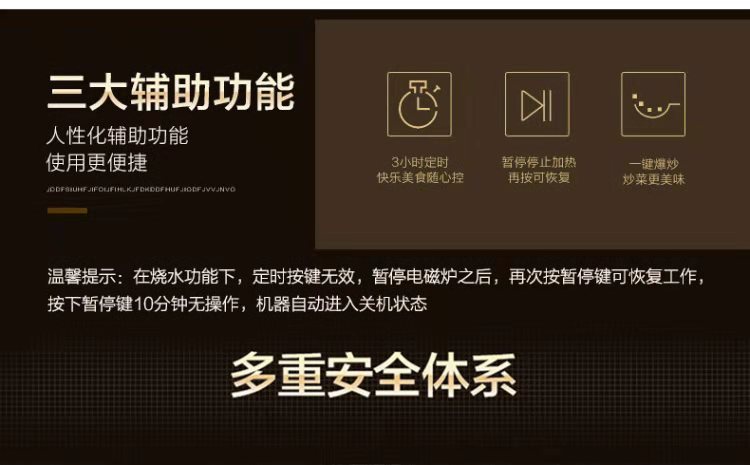 三大辅助功能
人性化辅助功能
使用更便捷
3小时定时
快乐美食随心控
暂停停止加热
再按可恢复
一键爆炒
炒菜更美味
温馨提示：在烧水功能下，定时按键无效，暂停电磁炉之后，再次按暂停键可恢复工作，
按下暂停键10分钟无操作，机器自动进入关机状态
多重安全体系